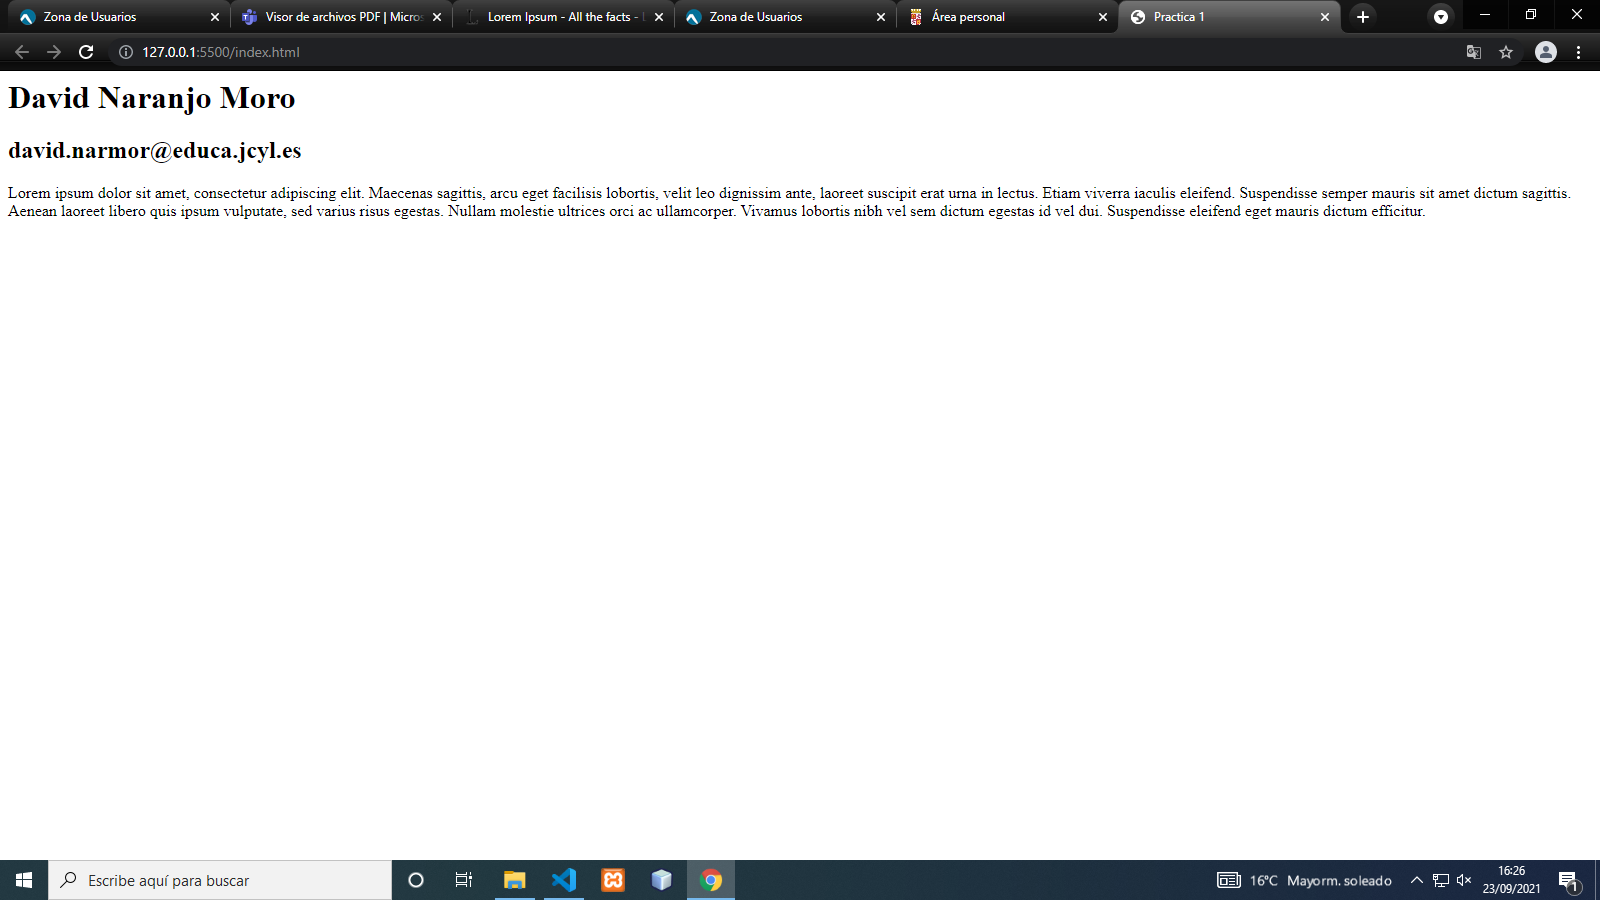 Zona de Usuarios
Visor de archivos PDF | Micros
Lorem Ipsum - All the facts - L
Zona de Usuarios
Área personal
Practica 1
127.0.0.1:5500/index.html
David Naranjo Moro
david.narmor@educa.jcyl.es
Lorem ipsum dolor sit amet, consectetur adipiscing elit. Maecenas sagittis, arcu eget facilisis lobortis, velit leo dignissim ante, laoreet suscipit erat urna in lectus. Etiam viverra iaculis eleifend. Suspendisse semper mauris sit amet dictum sagittis.
Aenean laoreet libero quis ipsum vulputate, sed varius risus egestas. Nullam molestie ultrices orci ac ullamcorper. Vivamus lobortis nibh vel sem dictum egestas id vel dui. Suspendisse eleifend eget mauris dictum efficitur.
Escribe aquí para buscar
16°C Mayorm. soleado
16:26
23/09/2021
1